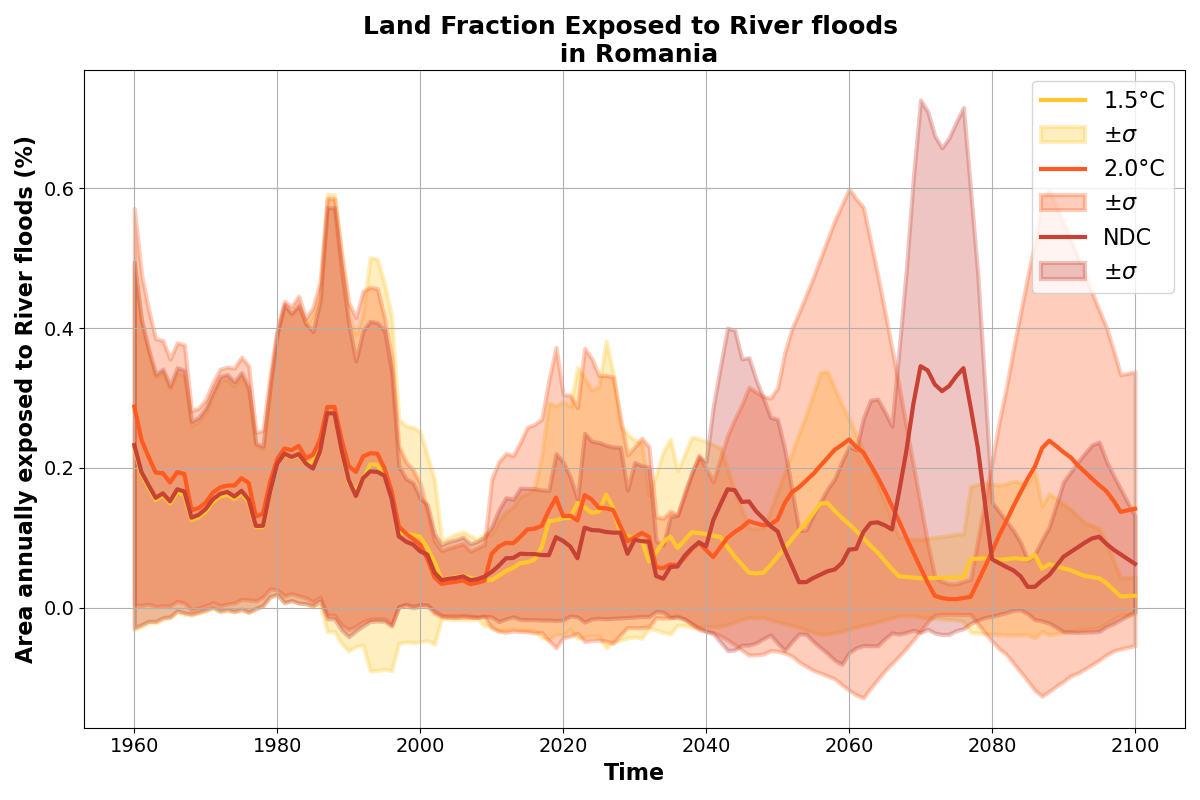 Land Fraction Exposed to River floods
in Romania
Area annually exposed to River floods (%)
0.6
0.4
0.2
0.0
1960 1980 2000 2020 2040 2060 2080 2100
Time
1.5°C
±σ
2.0°C
±σ
NDC
±σ